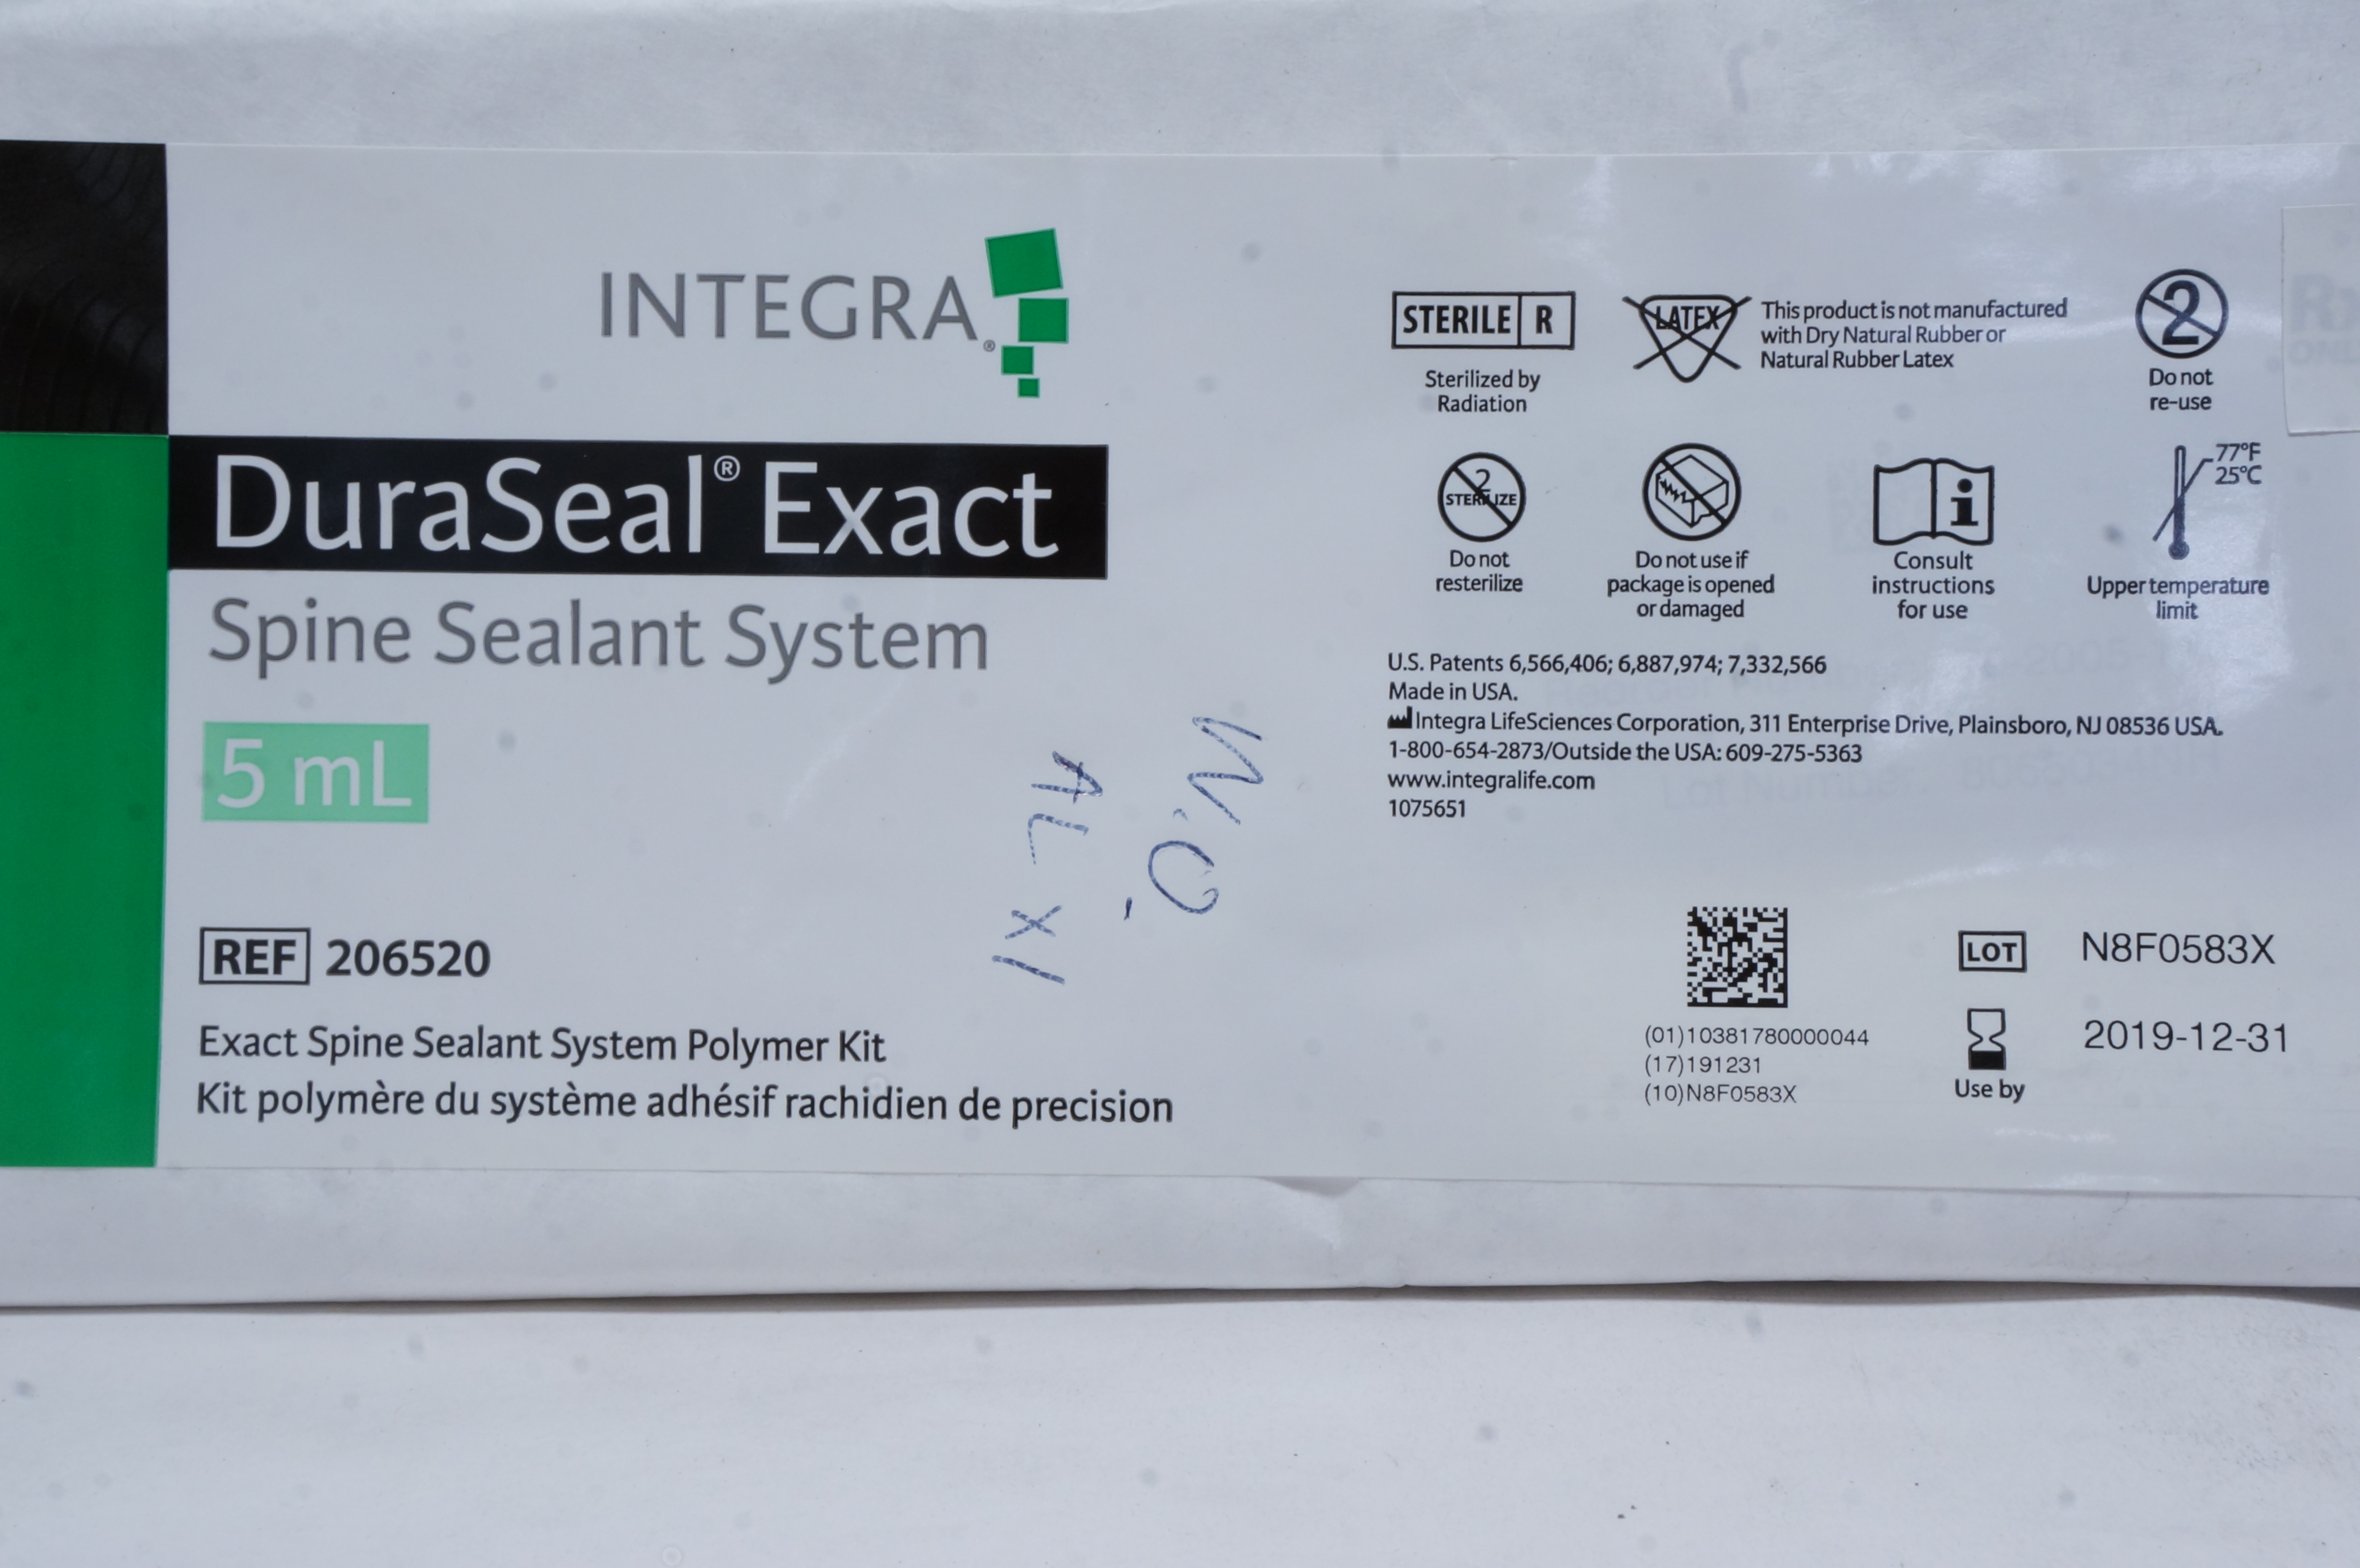 INTEGRA®
DuraSeal® Exact
Spine Sealant System
5 mL
REF 206520
Exact Spine Sealant System Polymer Kit
Kit polymère du système adhésif rachidien de precision
AL X1
STERILE R
Sterilized by
Radiation
LATEX
This product is not manufactured
with Dry Natural Rubber or
Natural Rubber Latex
2
Do not
re-use
2
STERILIZE
Do not
resterilize
Do not use if
package is opened
or damaged
i
Consult
instructions
for use
77°F
25°C
Upper temperature
limit
U.S. Patents 6,566,406; 6,887,974; 7,332,566
Made in USA.
Integra LifeSciences Corporation, 311 Enterprise Drive, Plainsboro, NJ 08536 USA.
1-800-654-2873/Outside the USA: 609-275-5363
www.integralife.com
1075651
(01)10381780000044
(17)191231
(10)N8F0583X
LOT N8F0583X
Use by 2019-12-31